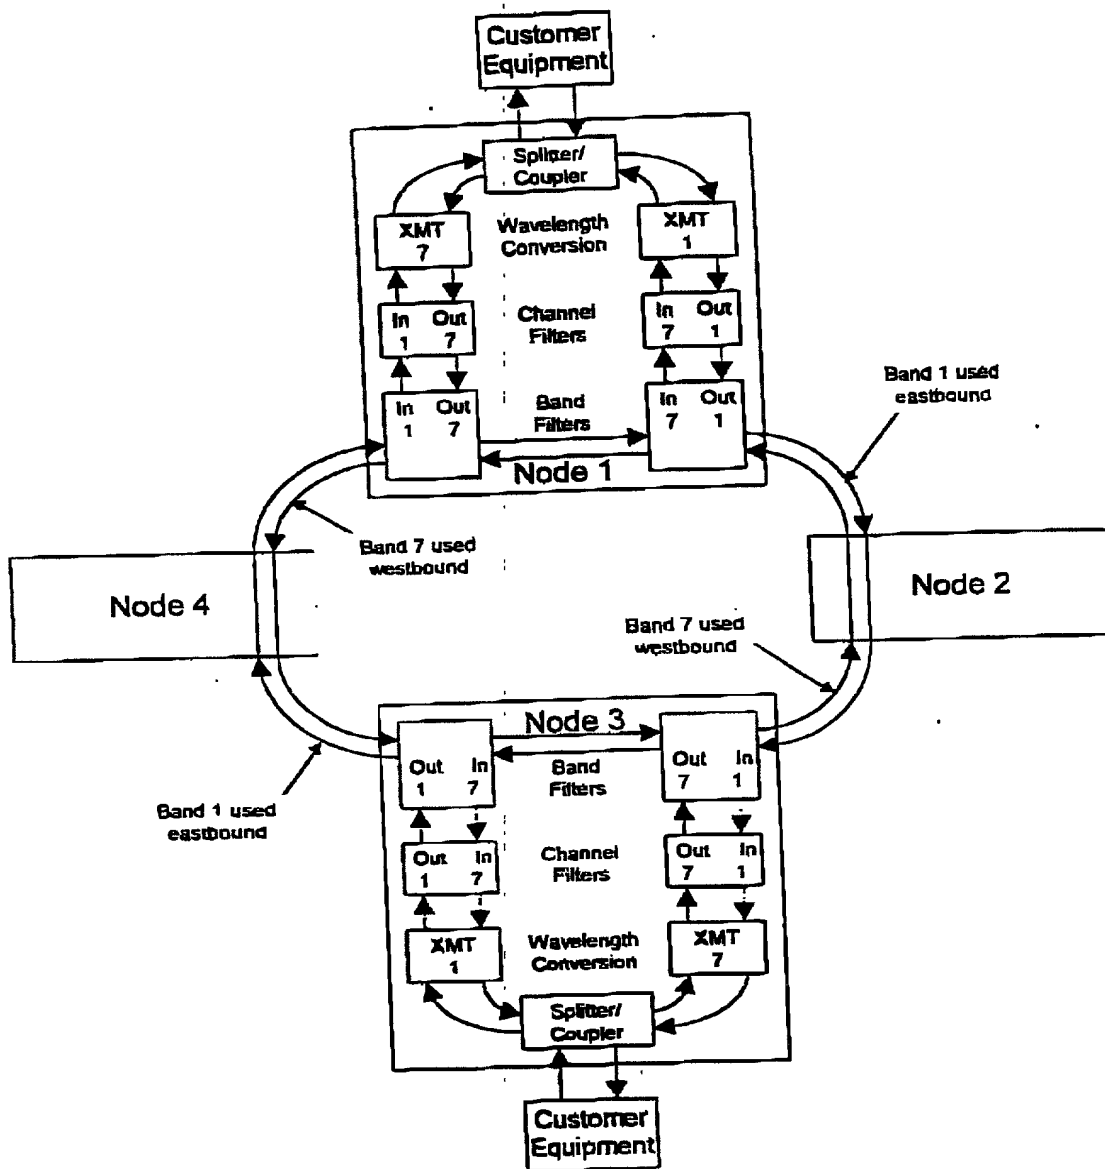 Customer
Equipment
Splitter/
Coupler
XMT
7
Wavelength
Conversion
XMT
1
In Out
1 7
Channel
Filters
In Out
7 1
In Out
1 7
Band
Filters
In Out
7 1
Node 1
Band 1 used
eastbound
Band 7 used
westbound
Node 4
Node 2
Band 7 used
westbound
Node 3
Out In
1 7
Band
Filters
Out In
7 1
Band 1 used
eastbound
Out In
1 7
Channel
Filters
Out In
7 1
XMT
1
Wavelength
Conversion
XMT
7
Splitter/
Coupler
Customer
Equipment